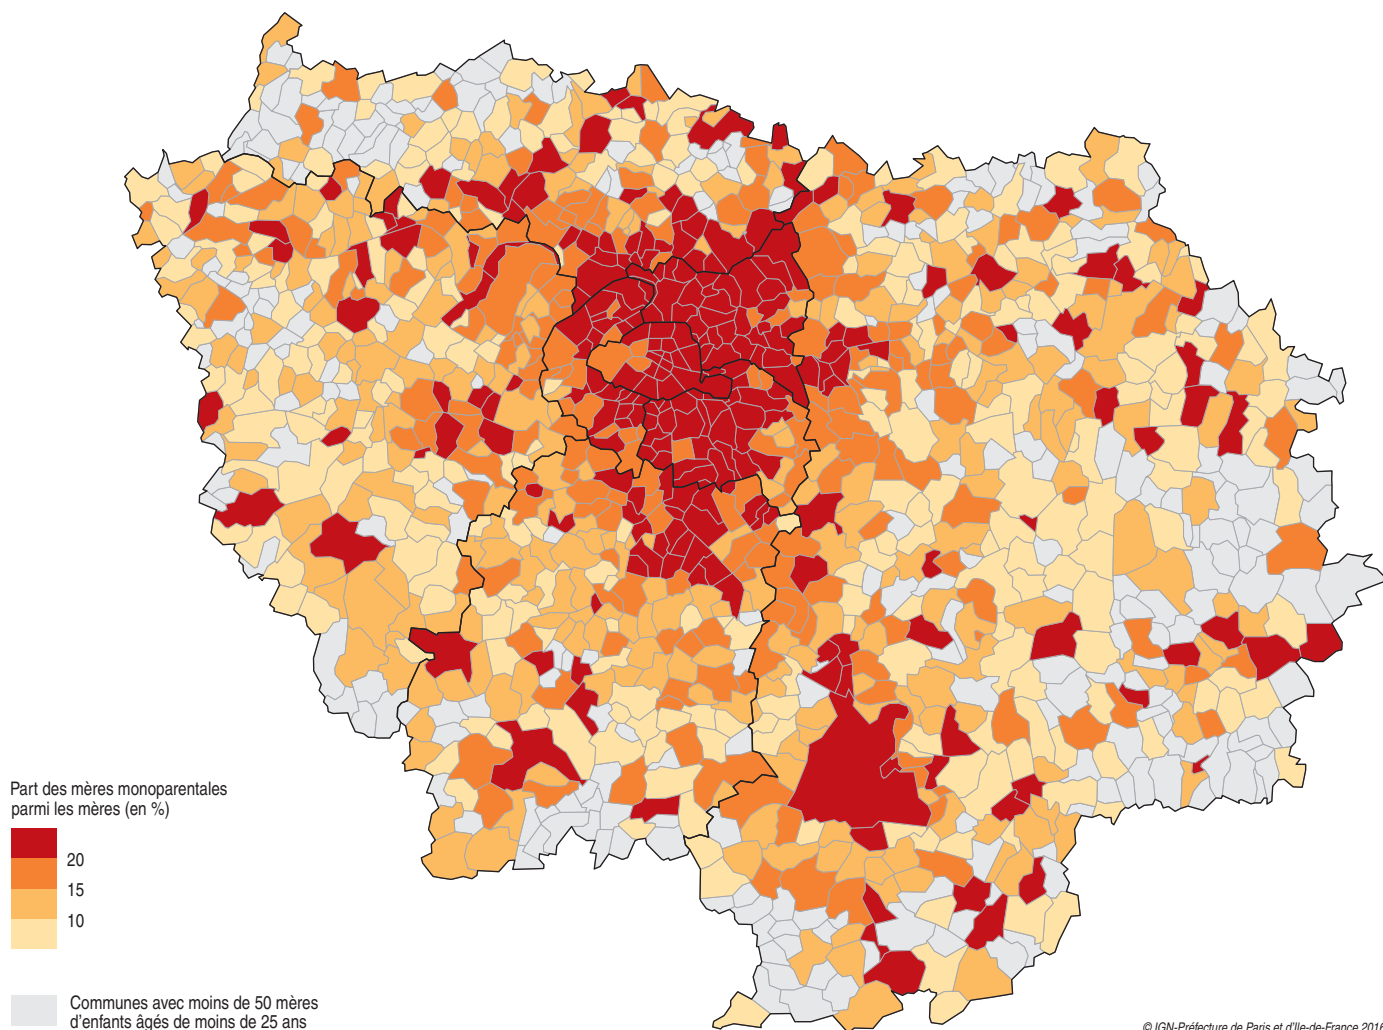 Part des mères monoparentales
parmi les mères (en %)
20
15
10
Communes avec moins de 50 mères
d'enfants âgés de moins de 25 ans
© IGN-Préfecture de Paris et d'Ile-de-France 2016